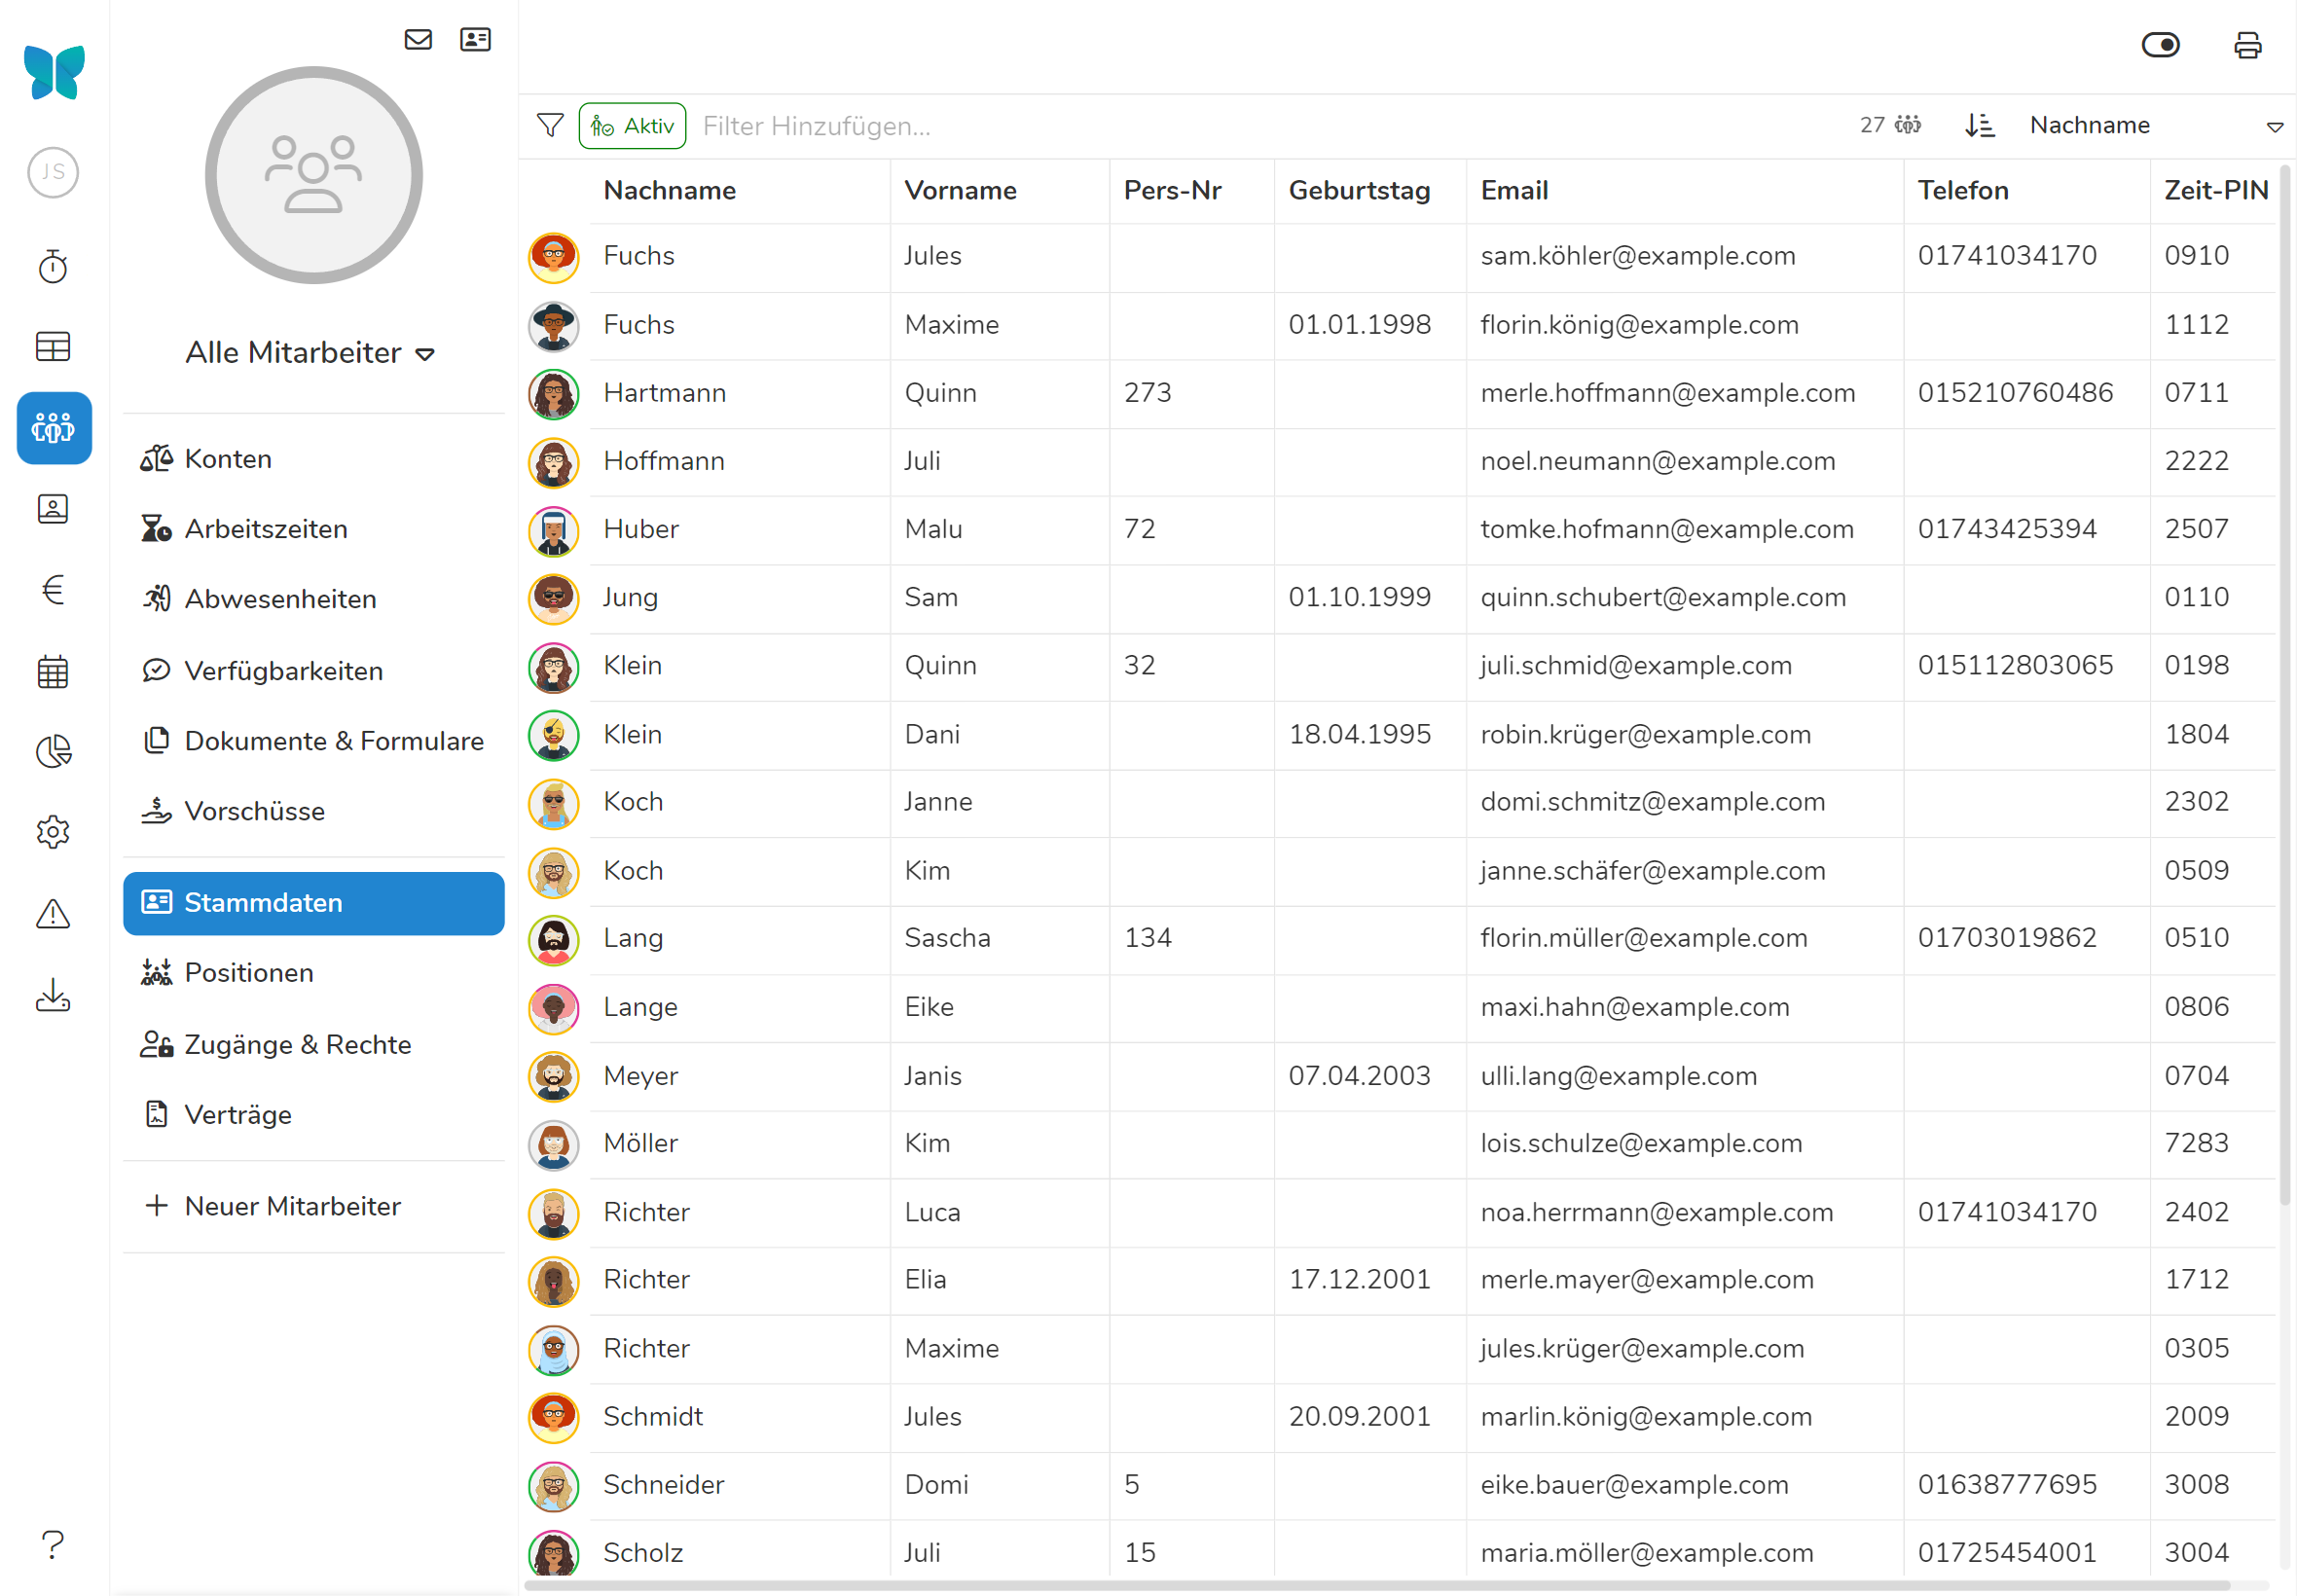 JS
Alle Mitarbeiter
Konten
Arbeitszeiten
Abwesenheiten
Verfügbarkeiten
Dokumente & Formulare
Vorschüsse
Stammdaten
Positionen
Zugänge & Rechte
Verträge
Neuer Mitarbeiter
Aktiv Filter Hinzufügen... 27 Nachname
Nachname Vorname Pers-Nr Geburtstag Email Telefon Zeit-PIN
Fuchs Jules sam.köhler@example.com 01741034170 0910
Fuchs Maxime 01.01.1998 florin.könig@example.com 1112
Hartmann Quinn 273 merle.hoffmann@example.com 015210760486 0711
Hoffmann Juli noel.neumann@example.com 2222
Huber Malu 72 tomke.hofmann@example.com 01743425394 2507
Jung Sam 01.10.1999 quinn.schubert@example.com 0110
Klein Quinn 32 juli.schmid@example.com 015112803065 0198
Klein Dani 18.04.1995 robin.krüger@example.com 1804
Koch Janne domi.schmitz@example.com 2302
Koch Kim janne.schäfer@example.com 0509
Lang Sascha 134 florin.müller@example.com 01703019862 0510
Lange Eike maxi.hahn@example.com 0806
Meyer Janis 07.04.2003 ulli.lang@example.com 0704
Möller Kim lois.schulze@example.com 7283
Richter Luca noa.herrmann@example.com 01741034170 2402
Richter Elia 17.12.2001 merle.mayer@example.com 1712
Richter Maxime jules.krüger@example.com 0305
Schmidt Jules 20.09.2001 marlin.könig@example.com 2009
Schneider Domi 5 eike.bauer@example.com 01638777695 3008
Scholz Juli 15 maria.möller@example.com 01725454001 3004
?